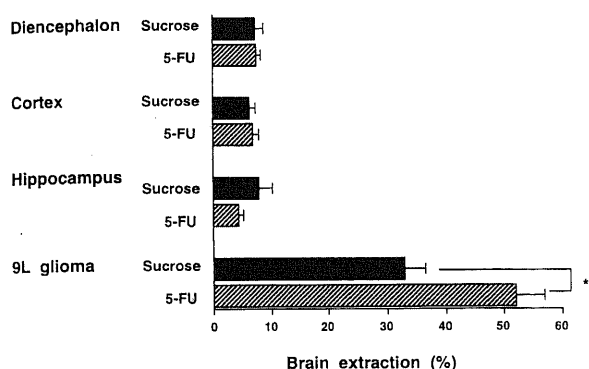 Diencephalon Sucrose
5-FU
Cortex Sucrose
5-FU
Hippocampus Sucrose
5-FU
9L glioma Sucrose
5-FU
*
0 10 20 30 40 50 60
Brain extraction (%)